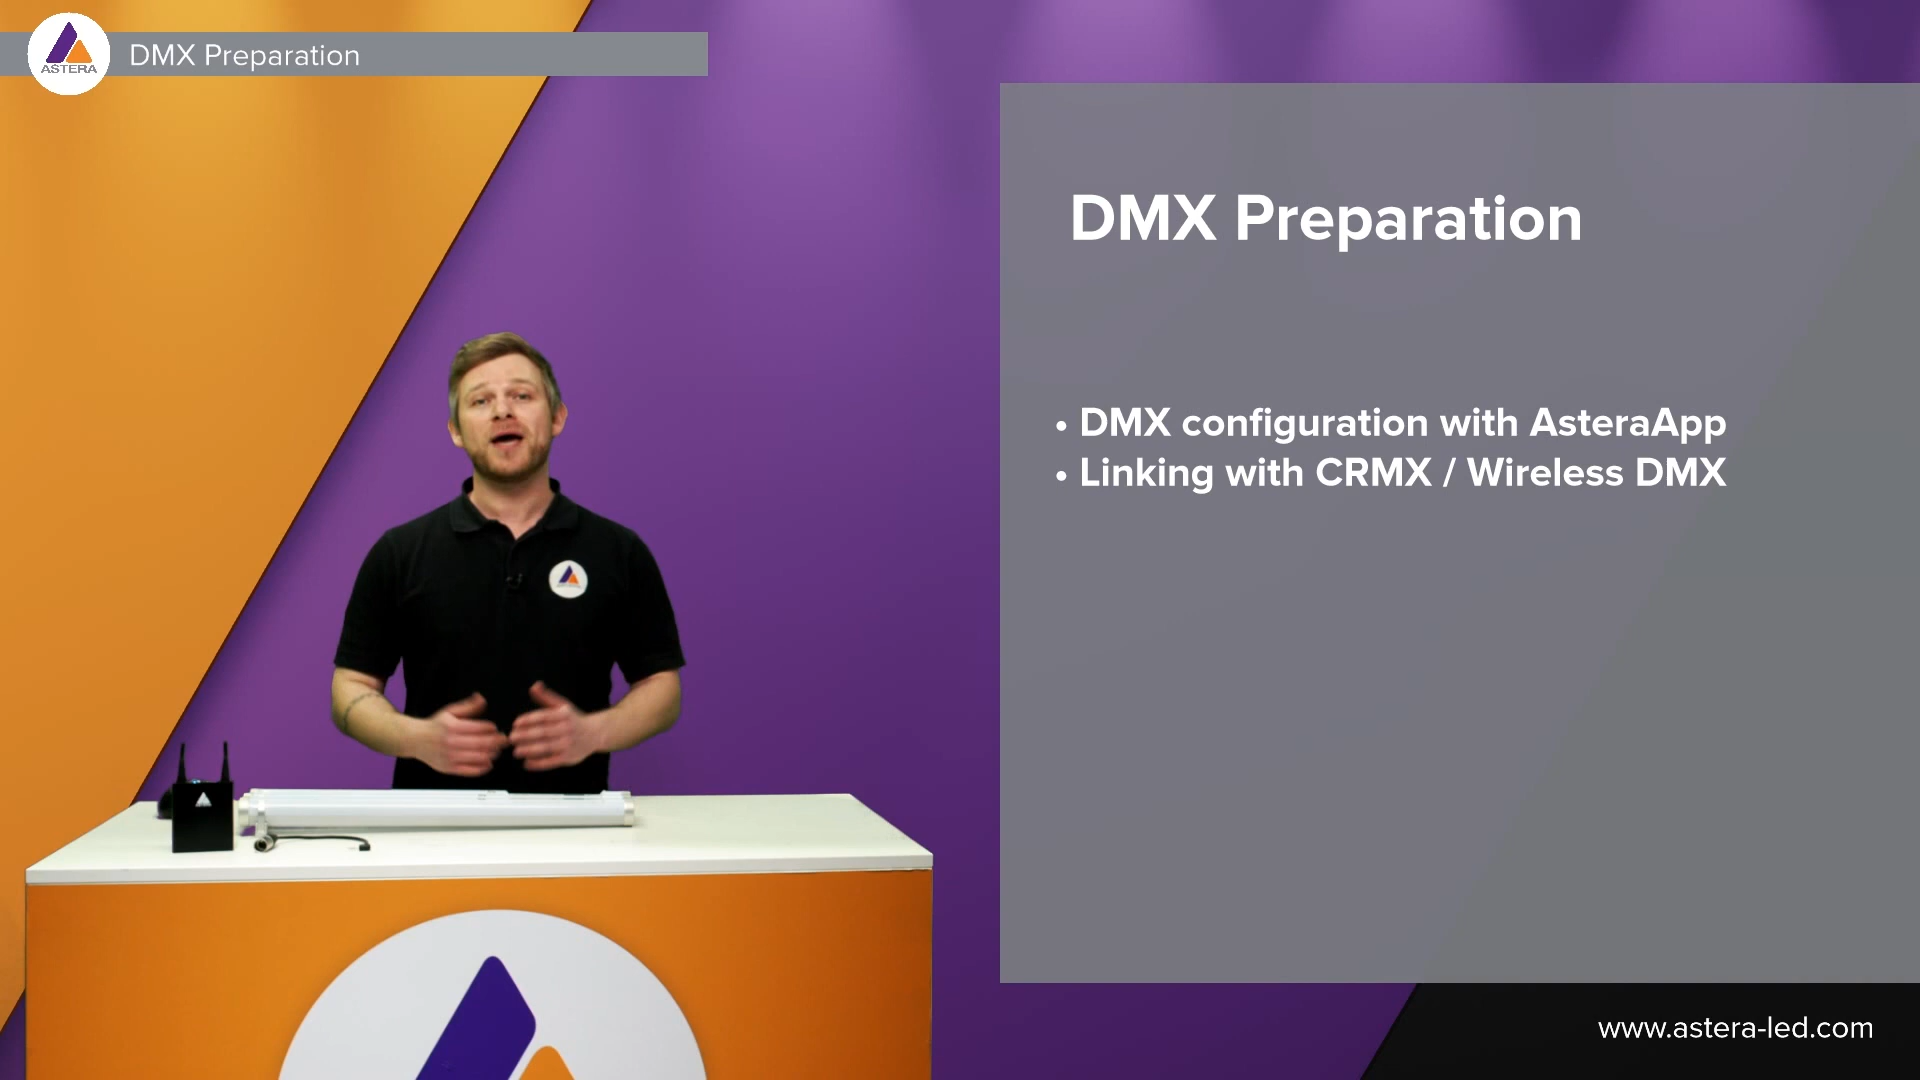 ASTERA
DMX Preparation
DMX Preparation
• DMX configuration with AsteraApp
• Linking with CRMX / Wireless DMX
www.astera-led.com